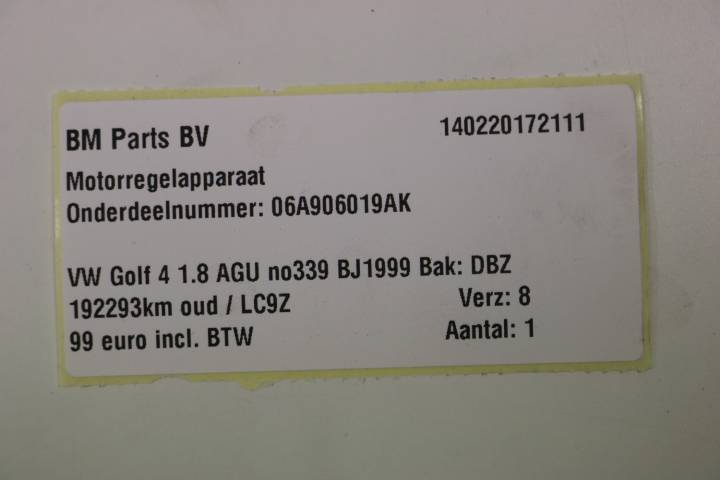 BM Parts BV 140220172111
Motorregelapparaat
Onderdeelnummer: 06A906019AK
VW Golf 4 1.8 AGU no339 BJ1999 Bak: DBZ
192293km oud / LC9Z Verz: 8
99 euro incl. BTW Aantal: 1